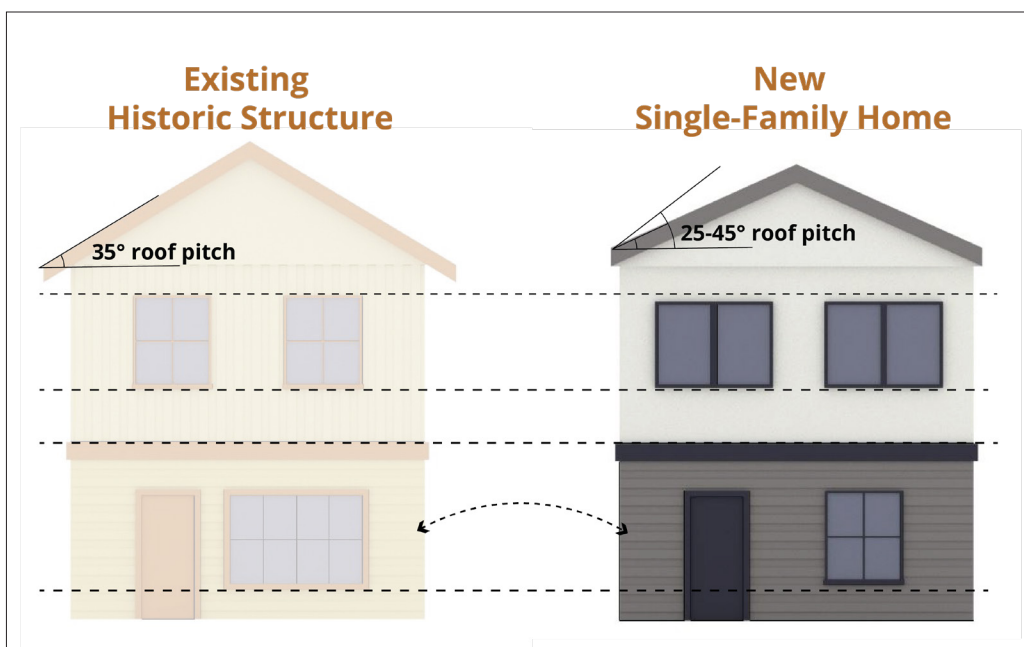 Existing
Historic Structure
New
Single-Family Home
35° roof pitch
25-45° roof pitch